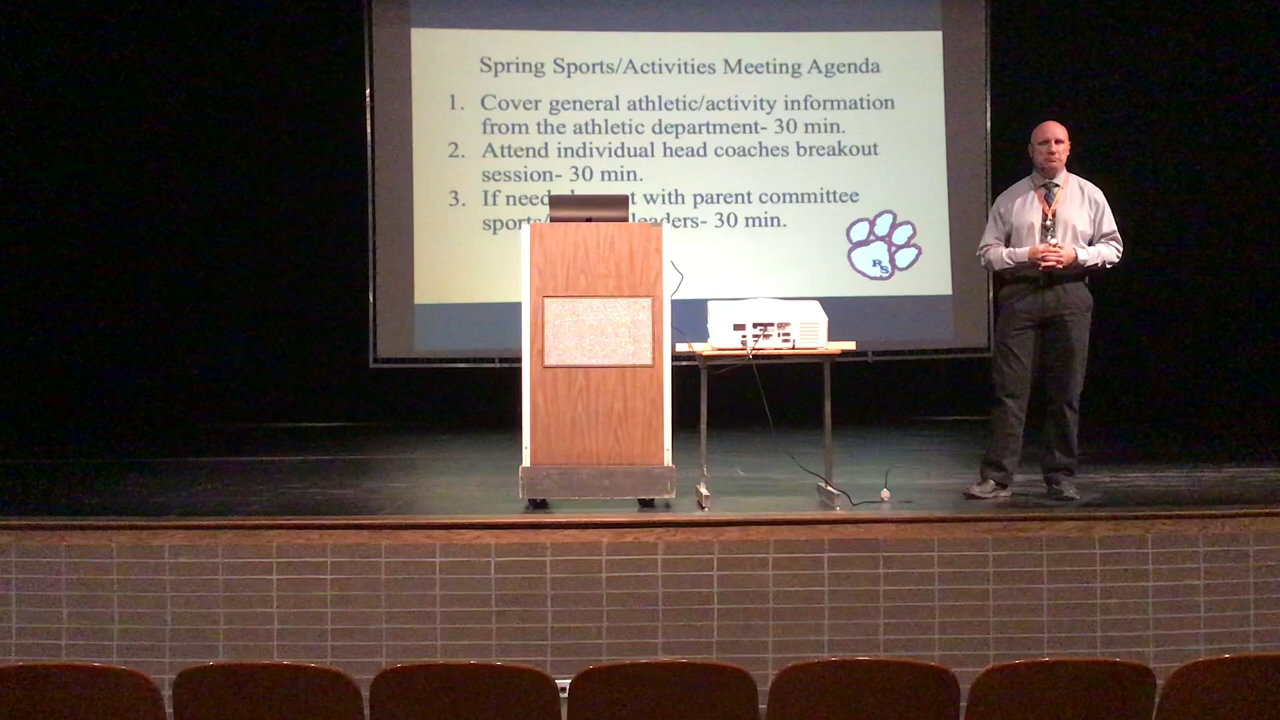 Spring Sports/Activities Meeting Agenda
1. Cover general athletic/activity information
from the athletic department- 30 min.
2. Attend individual head coaches breakout
session- 30 min.
3. If with parent committee
30 min.
RS